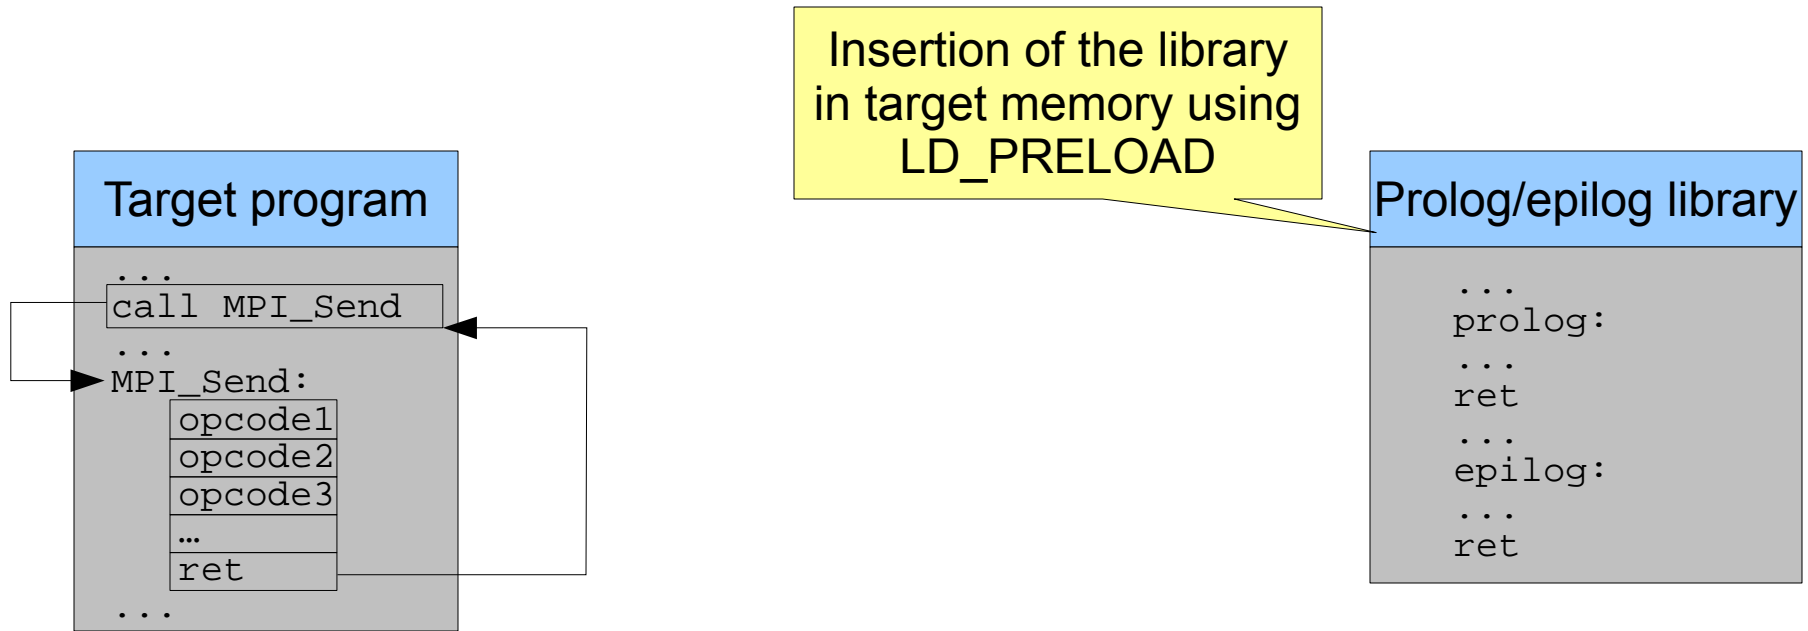 Insertion of the library
in target memory using
LD_PRELOAD
Target program
...
call MPI_Send
...
MPI_Send:
opcode1
opcode2
opcode3
…
ret
...
Prolog/epilog library
...
prolog:
...
ret
...
epilog:
...
ret